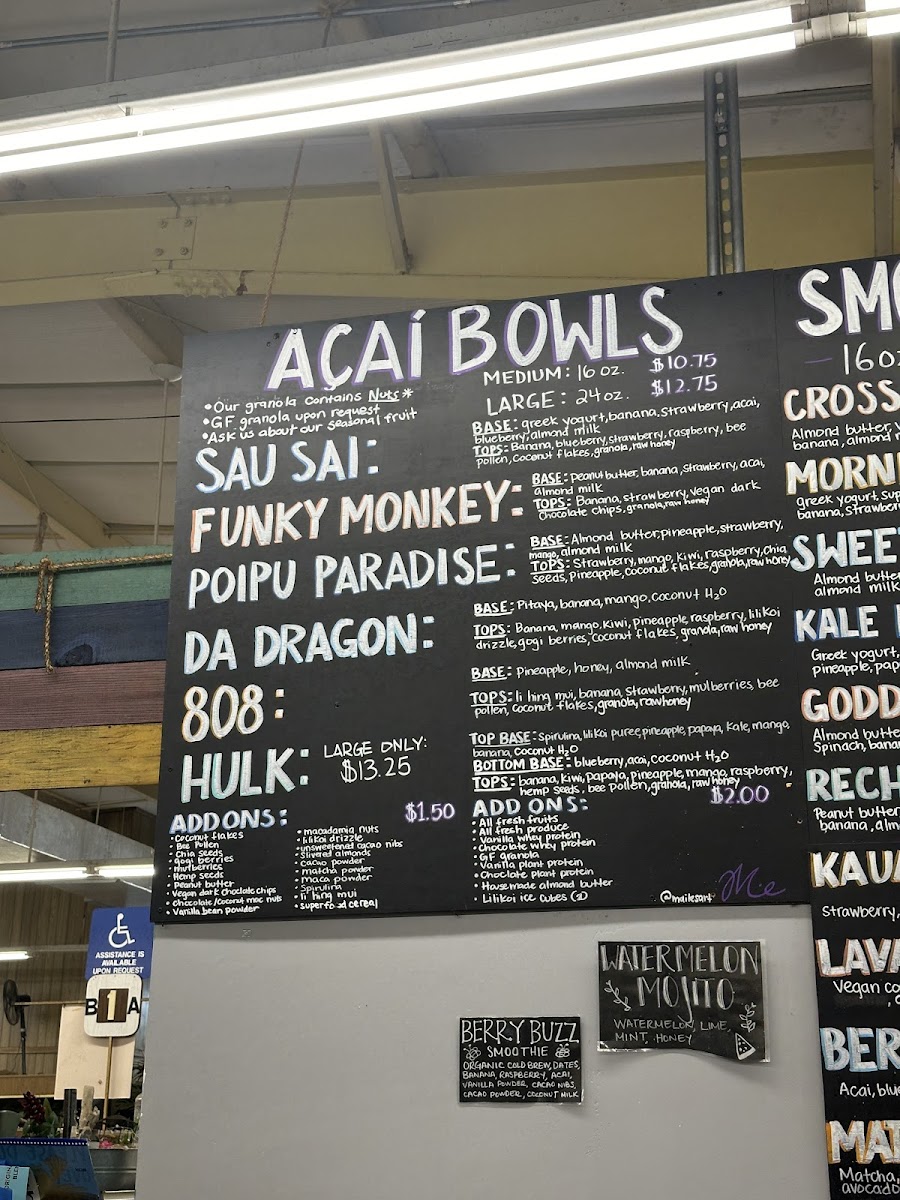 AÇAÍ BOWLS
MEDIUM: 16 oz. $10.75
LARGE: 24 oz. $12.75
• Our granola contains Nuts *
• GF granola upon request
• Ask us about our seasonal fruit
SAU SAI:
BASE: greek yogurt, banana, strawberry, acai,
blueberry, almond milk
TOPS: Banana, blueberry, strawberry, raspberry, bee
pollen, coconut flakes, granola, raw honey
FUNKY MONKEY:
BASE: Peanut butter, banana, strawberry, acai,
almond milk
TOPS: Banana, strawberry, vegan dark
chocolate chips, granola, raw honey
POIPU PARADISE:
BASE: Almond butter, pineapple, strawberry,
mango, almond milk
TOPS: Strawberry, mango, kiwi, raspberry, chia
seeds, pineapple, coconut flakes, granola, raw honey
DA DRAGON:
BASE: Pitaya, banana, mango, coconut H₂O
TOPS: Banana, mango, kiwi, pineapple, raspberry, lilikoi
drizzle, gogi berries, coconut flakes, granola, raw honey
808:
BASE: Pineapple, honey, almond milk
TOPS: li hing mui, banana, strawberry, mulberries, bee
pollen, coconut flakes, granola, raw honey
HULK: LARGE ONLY:
$13.25
TOP BASE: Spirulina, lilikoi puree, pineapple, papaya, kale, mango,
banana, coconut H₂O
BOTTOM BASE: blueberry, acai, coconut H₂O
TOPS: banana, kiwi, papaya, pineapple, mango, raspberry,
hemp seeds, bee pollen, granola, raw honey
ADD ONS: $1.50
• Coconut flakes
• Bee Pollen
• Chia seeds
• gogi berries
• mulberries
• Hemp seeds
• Peanut butter
• Vegan dark choclate chips
• chocolate/coconut mac nuts
• Vanilla bean powder
• macadamia nuts
• lilikoi drizzle
• unsweetened cacao nibs
• Slivered almonds
• cacao powder
• matcha powder
• maca powder
• Spirulina
• li hing mui
• superfood cereal
ADD ONS: $2.00
• All fresh fruits
• All fresh produce
• Vanilla whey protein
• Chocolate whey protein
• GF granola
• Vanilla plant protein
• Choclate plant protein
• Housemade almond butter
• Lilikoi ice cubes (3)
@mailesart
SMO
- 16oz
CROSS
Almond butter,
banana, almond
MORNI
greek yogurt,
banana, strawber
SWEE
Almond butte
almond milk
KALE
Greek yogurt,
pineapple, pap
GODD
Almond butte
Spinach, bana
RECH
Peanut butter
banana, alm
KAUA
Strawberry,
LAVA
Vegan co
BER
Acai, blue
MAT
Matcha,
avocado
WATERMELON
MOJITO
WATERMELON, LIME,
MINT, HONEY
BERRY BUZZ
SMOOTHIE
ORGANIC COLD BREW, DATES,
BANANA, RASPBERRY, ACAI,
VANILLA POWDER, CACAO NIBS,
CACAO POWDER, COCONUT MILK
ASSISTANCE IS
AVAILABLE
UPON REQUEST
B 1 A